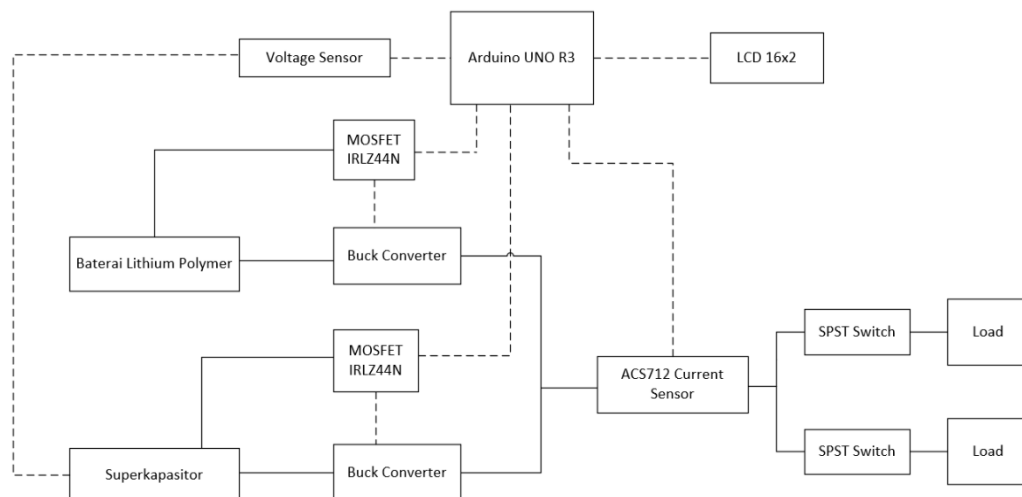 Voltage Sensor
Arduino UNO R3
LCD 16x2
MOSFET
IRLZ44N
Baterai Lithium Polymer
Buck Converter
MOSFET
IRLZ44N
SPST Switch
Load
ACS712 Current
Sensor
Superkapasitor
Buck Converter
SPST Switch
Load